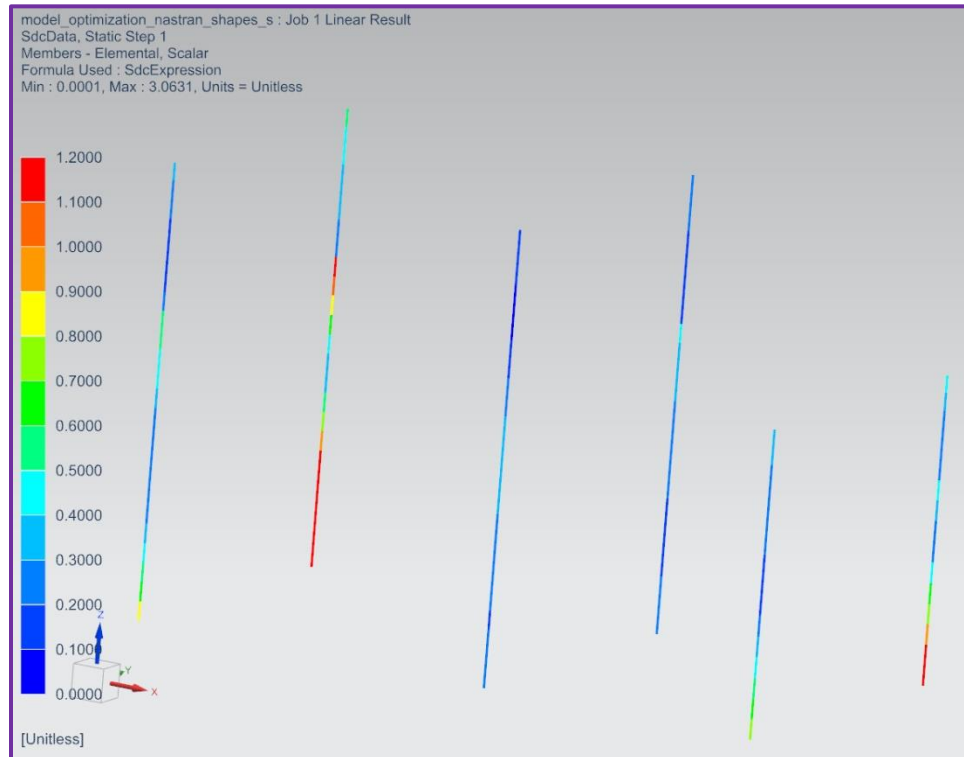 model_optimization_nastran_shapes_s : Job 1 Linear Result
SdcData, Static Step 1
Members - Elemental, Scalar
Formula Used : SdcExpression
Min : 0.0001, Max : 3.0631, Units = Unitless
1.2000
1.1000
1.0000
0.9000
0.8000
0.7000
0.6000
0.5000
0.4000
0.3000
0.2000
0.1000
0.0000
Z
Y
X
[Unitless]